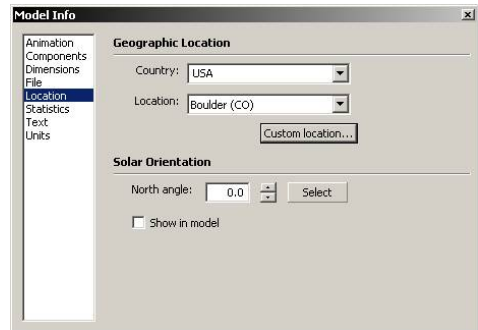 Model Info
Animation
Components
Dimensions
File
Location
Statistics
Text
Units
Geographic Location
Country: USA
Location: Boulder (CO)
Custom location...
Solar Orientation
North angle: 0.0 Select
Show in model